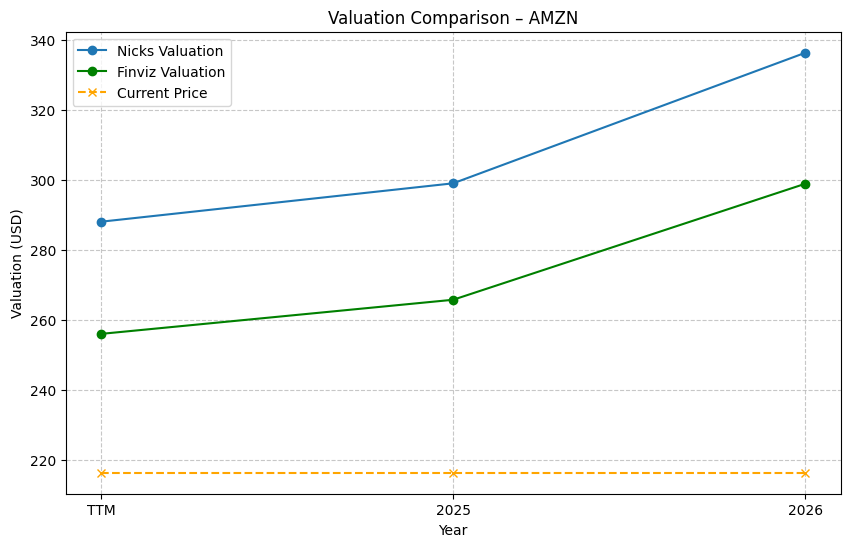 Valuation Comparison – AMZN
Nicks Valuation
Finviz Valuation
Current Price
Valuation (USD)
340
320
300
280
260
240
220
TTM
2025
2026
Year